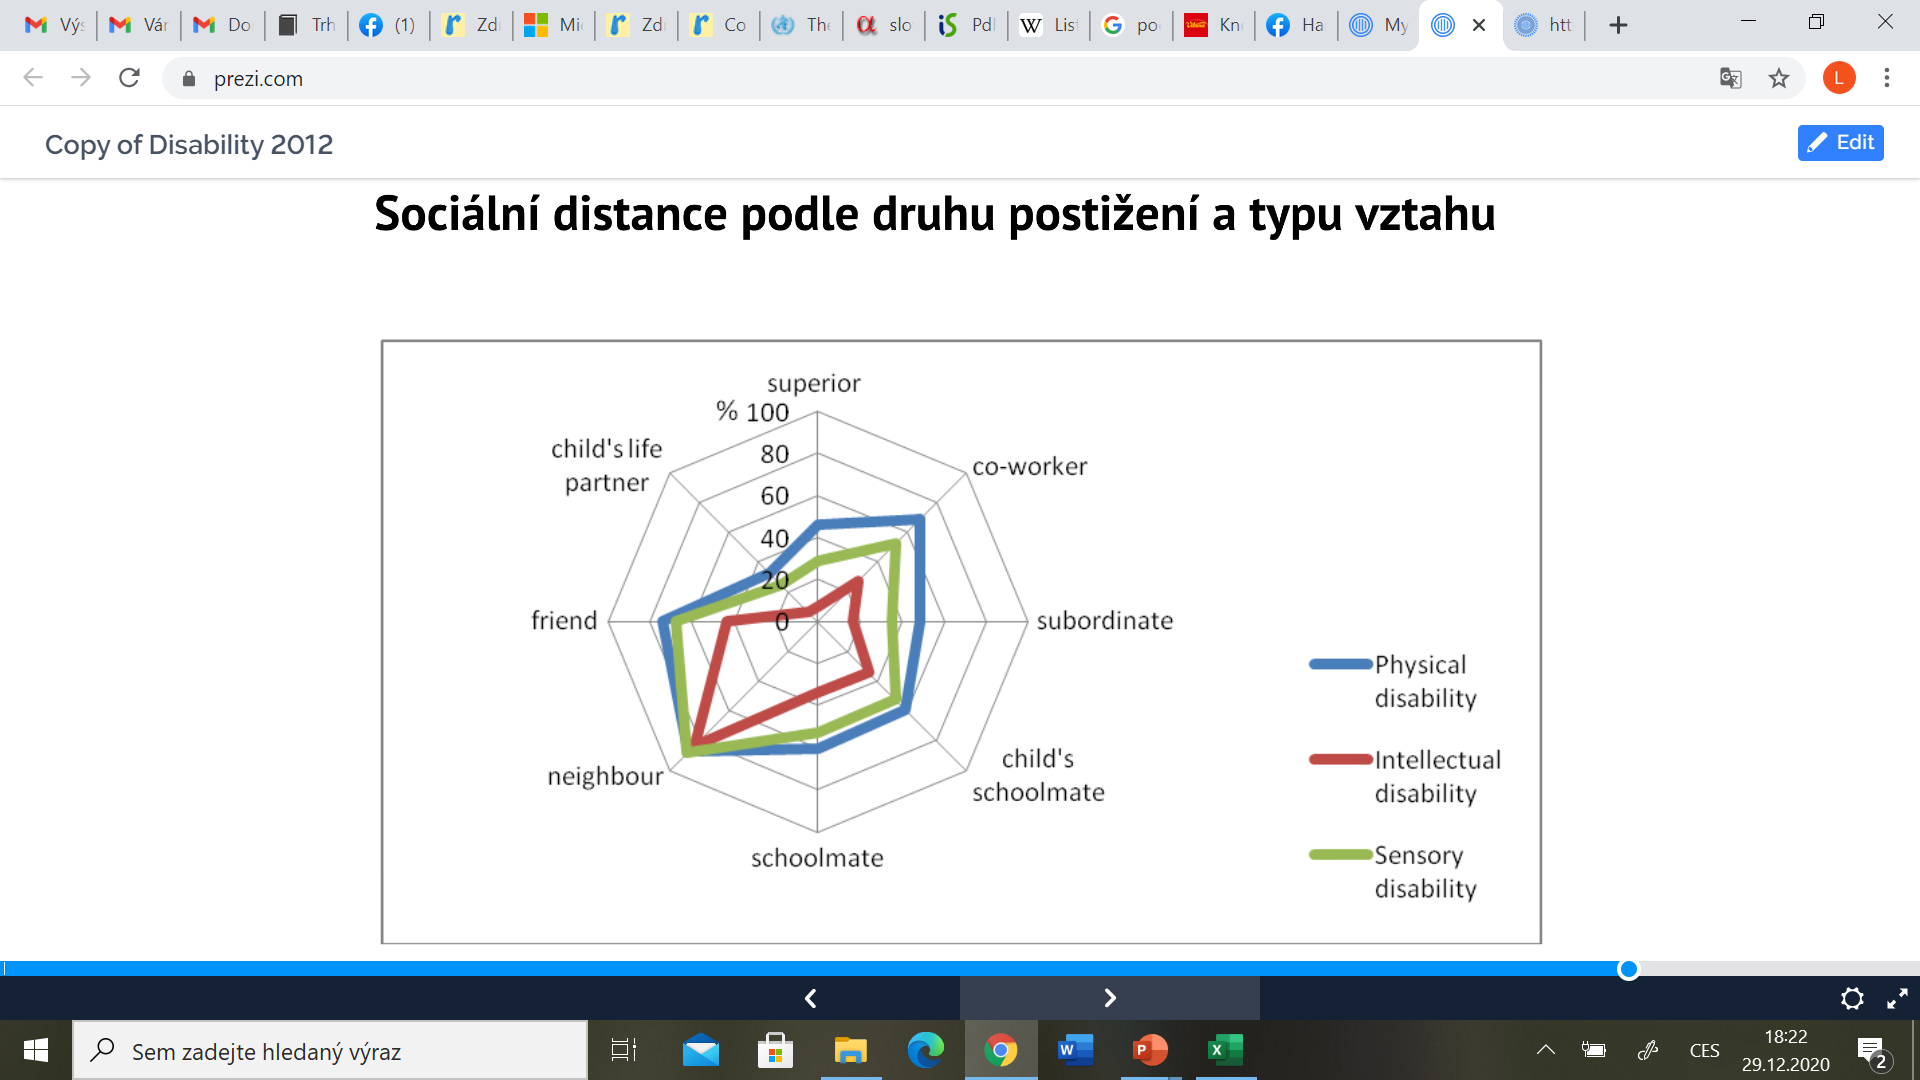 Vý
Vár
Do
Trh
(1)
Zdi
Mi
Zd
Co
The
slo
Pdl
Lis
po
Kn
Ha
My
htt
prezi.com
L
Copy of Disability 2012
Edit
Sociální distance podle druhu postižení a typu vztahu
superior
% 100
child's life
partner
80
co-worker
60
40
20
friend
0
subordinate
Physical
disability
Intellectual
disability
child's
schoolmate
neighbour
schoolmate
Sensory
disability
Sem zadejte hledaný výraz
CES
18:22
29.12.2020
2